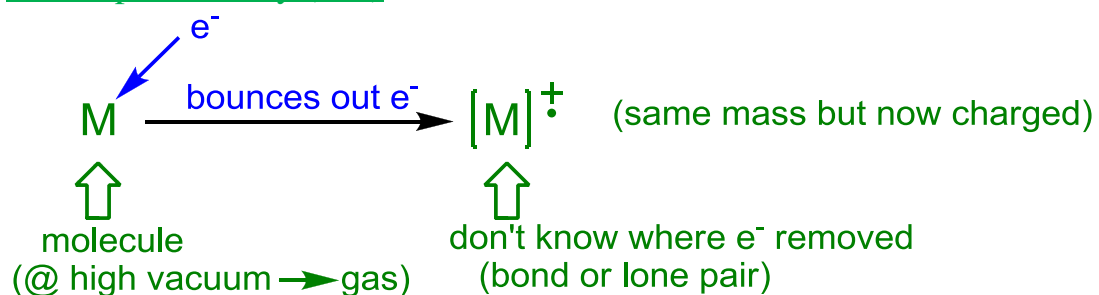 e⁻
bounces out e⁻
M
[M]⁺• (same mass but now charged)
molecule
(@ high vacuum → gas)
don't know where e⁻ removed
(bond or lone pair)